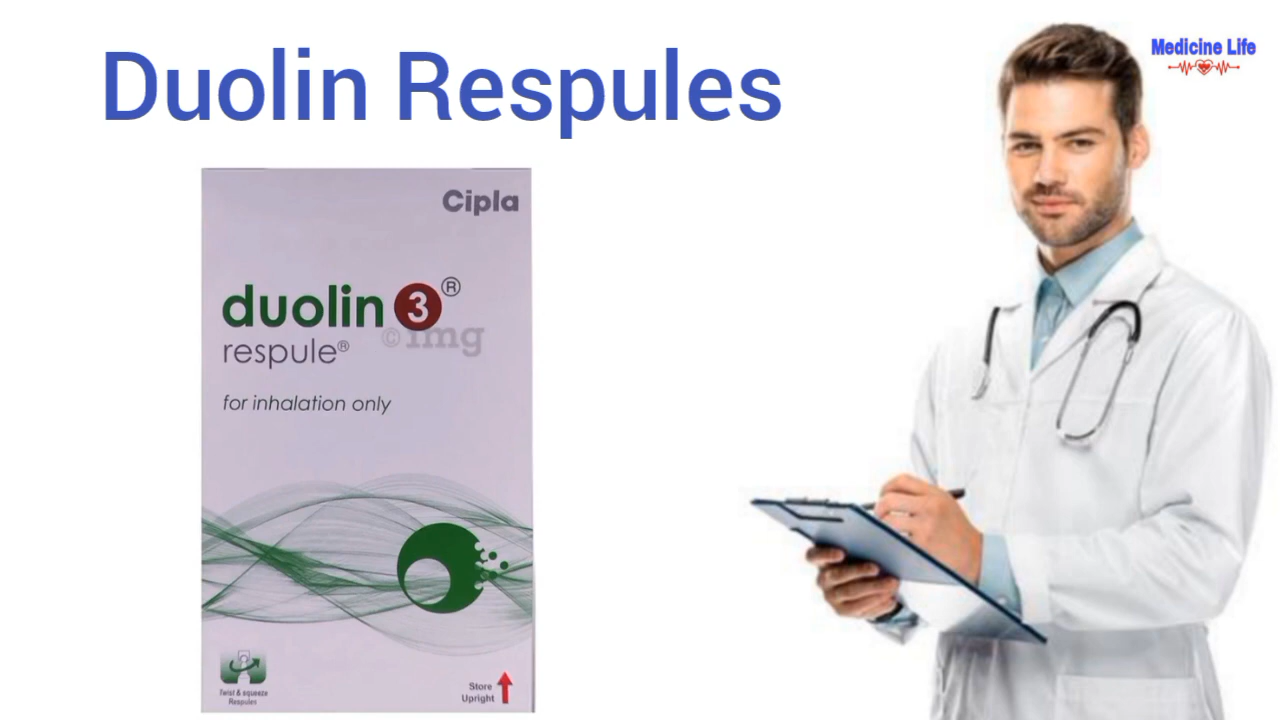 Duolin Respules
Medicine Life
Cipla
duolin 3®
©1mg
respule®
for inhalation only
Twist & squeeze
Respules
Store
Upright